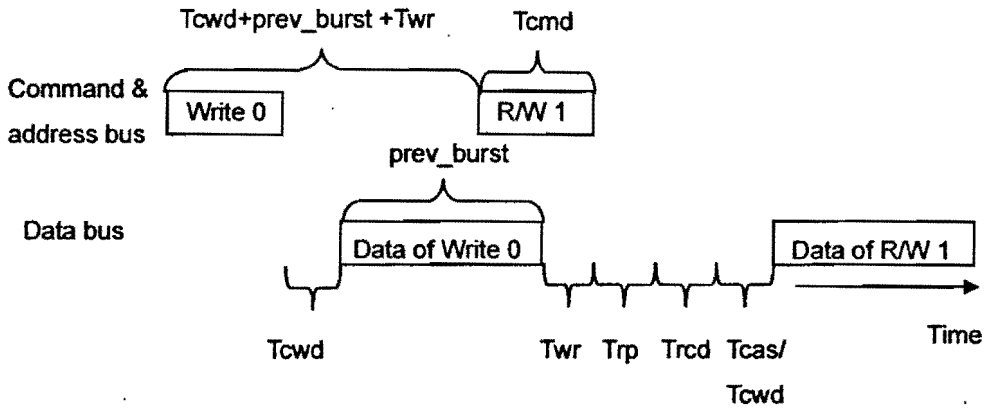 Tcwd+prev_burst +Twr
Tcmd
Command &
address bus
Write 0
R/W 1
prev_burst
Data bus
Data of Write 0
Data of R/W 1
Tcwd
Twr
Trp
Trcd
Tcas/
Tcwd
Time